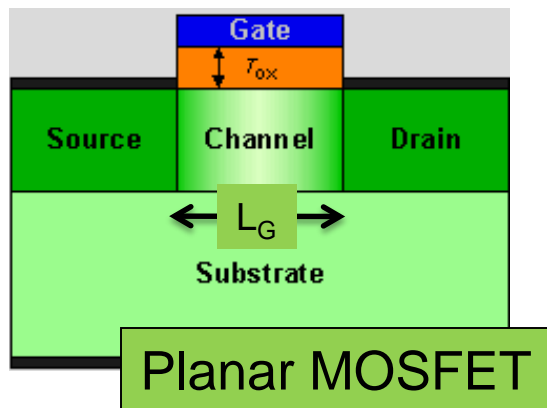 Gate
Tox
Source Channel Drain
LG
Substrate
Planar MOSFET